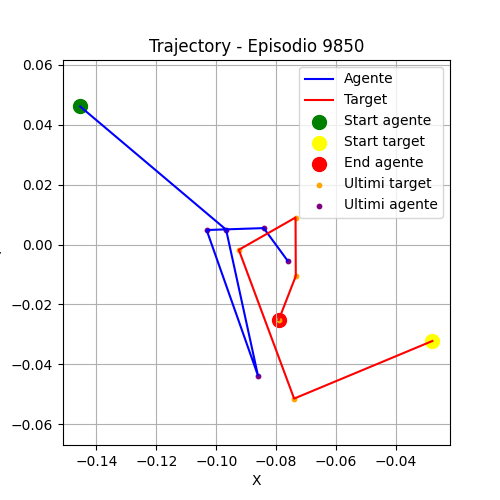 Trajectory - Episodio 9850
Agente
Target
Start agente
Start target
End agente
Ultimi target
Ultimi agente
0.06
0.04
0.02
0.00
−0.02
−0.04
−0.06
−0.14
−0.12
−0.10
−0.08
−0.06
−0.04
X